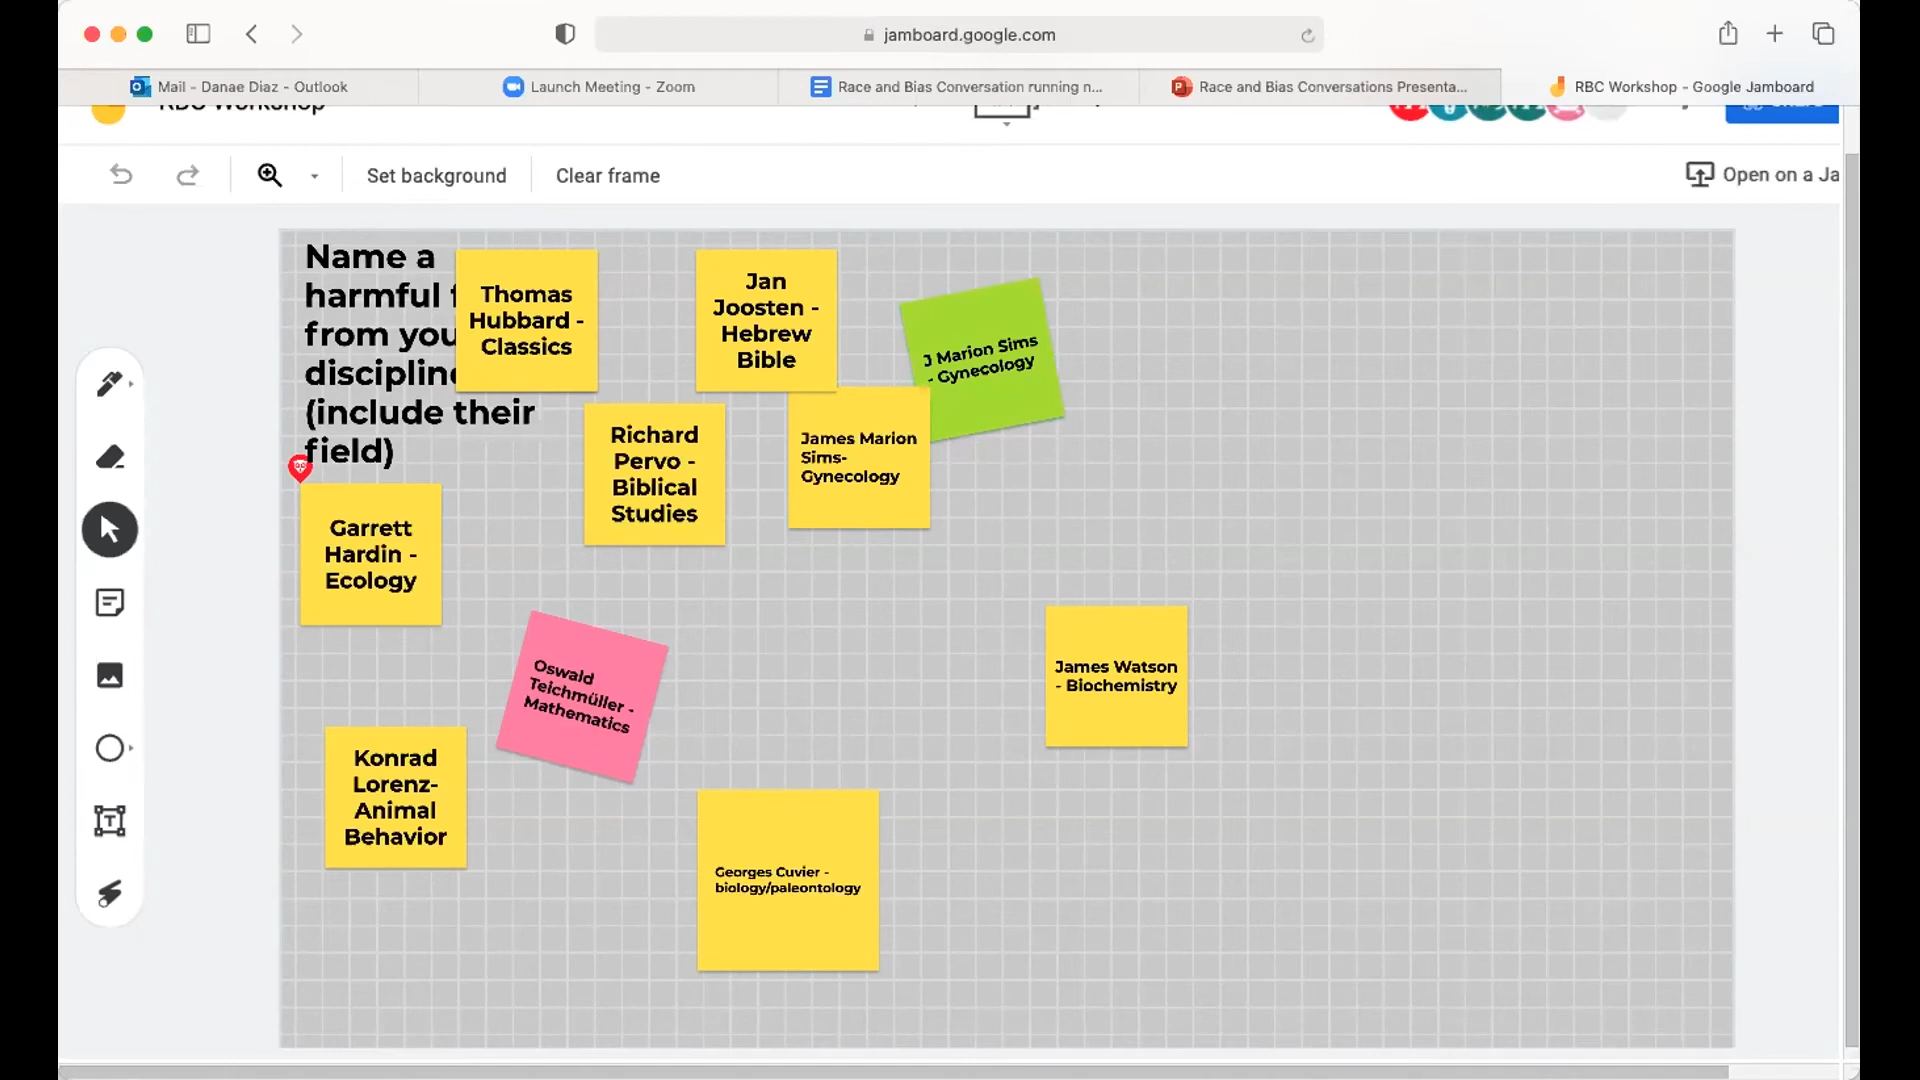 jamboard.google.com
Mail - Danae Diaz - Outlook
Launch Meeting - Zoom
Race and Bias Conversation running n...
Race and Bias Conversations Presenta...
RBC Workshop - Google Jamboard
RBC Workshop
Set background
Clear frame
Open on a Ja
Name a
harmful
from you
disciplin
(include their
field)
Thomas
Hubbard -
Classics
Jan
Joosten -
Hebrew
Bible
J Marion Sims
- Gynecology
Richard
Pervo -
Biblical
Studies
James Marion
Sims-
Gynecology
Garrett
Hardin -
Ecology
Oswald
Teichmüller -
Mathematics
James Watson
- Biochemistry
Konrad
Lorenz-
Animal
Behavior
Georges Cuvier -
biology/paleontology